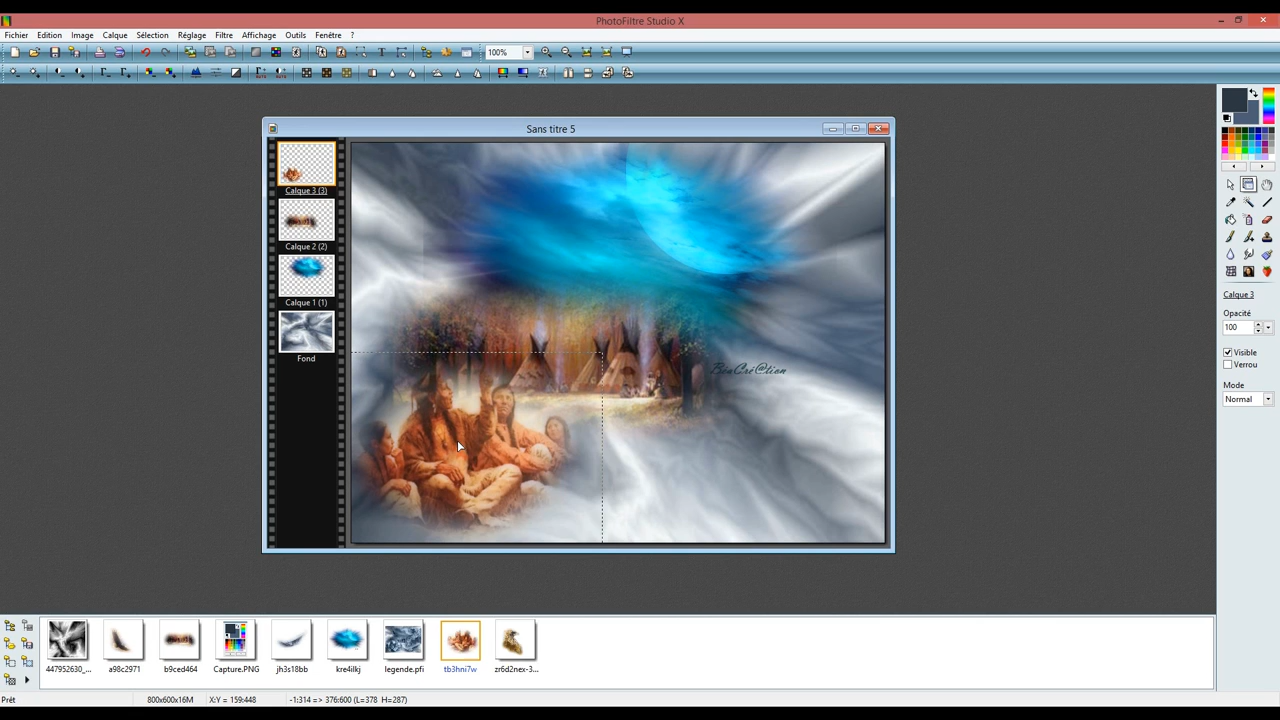 PhotoFiltre Studio X
Fichier Edition Image Calque Sélection Réglage Filtre Affichage Outils Fenêtre ?
100%
Sans titre 5
Calque 3 (3)
Calque 2 (2)
Calque 1 (1)
Fond
BéaCré@tion
Calque 3
Opacité
100
Visible
Verrou
Mode
Normal
447952630_... a98c2971 b9ced464 Capture.PNG jh3s18bb kre4ilkj legende.pfi tb3hni7w zr6d2nex-3...
Prêt 800x600x16M X:Y = 159:448 -1:314 => 376:600 (L=378 H=287)